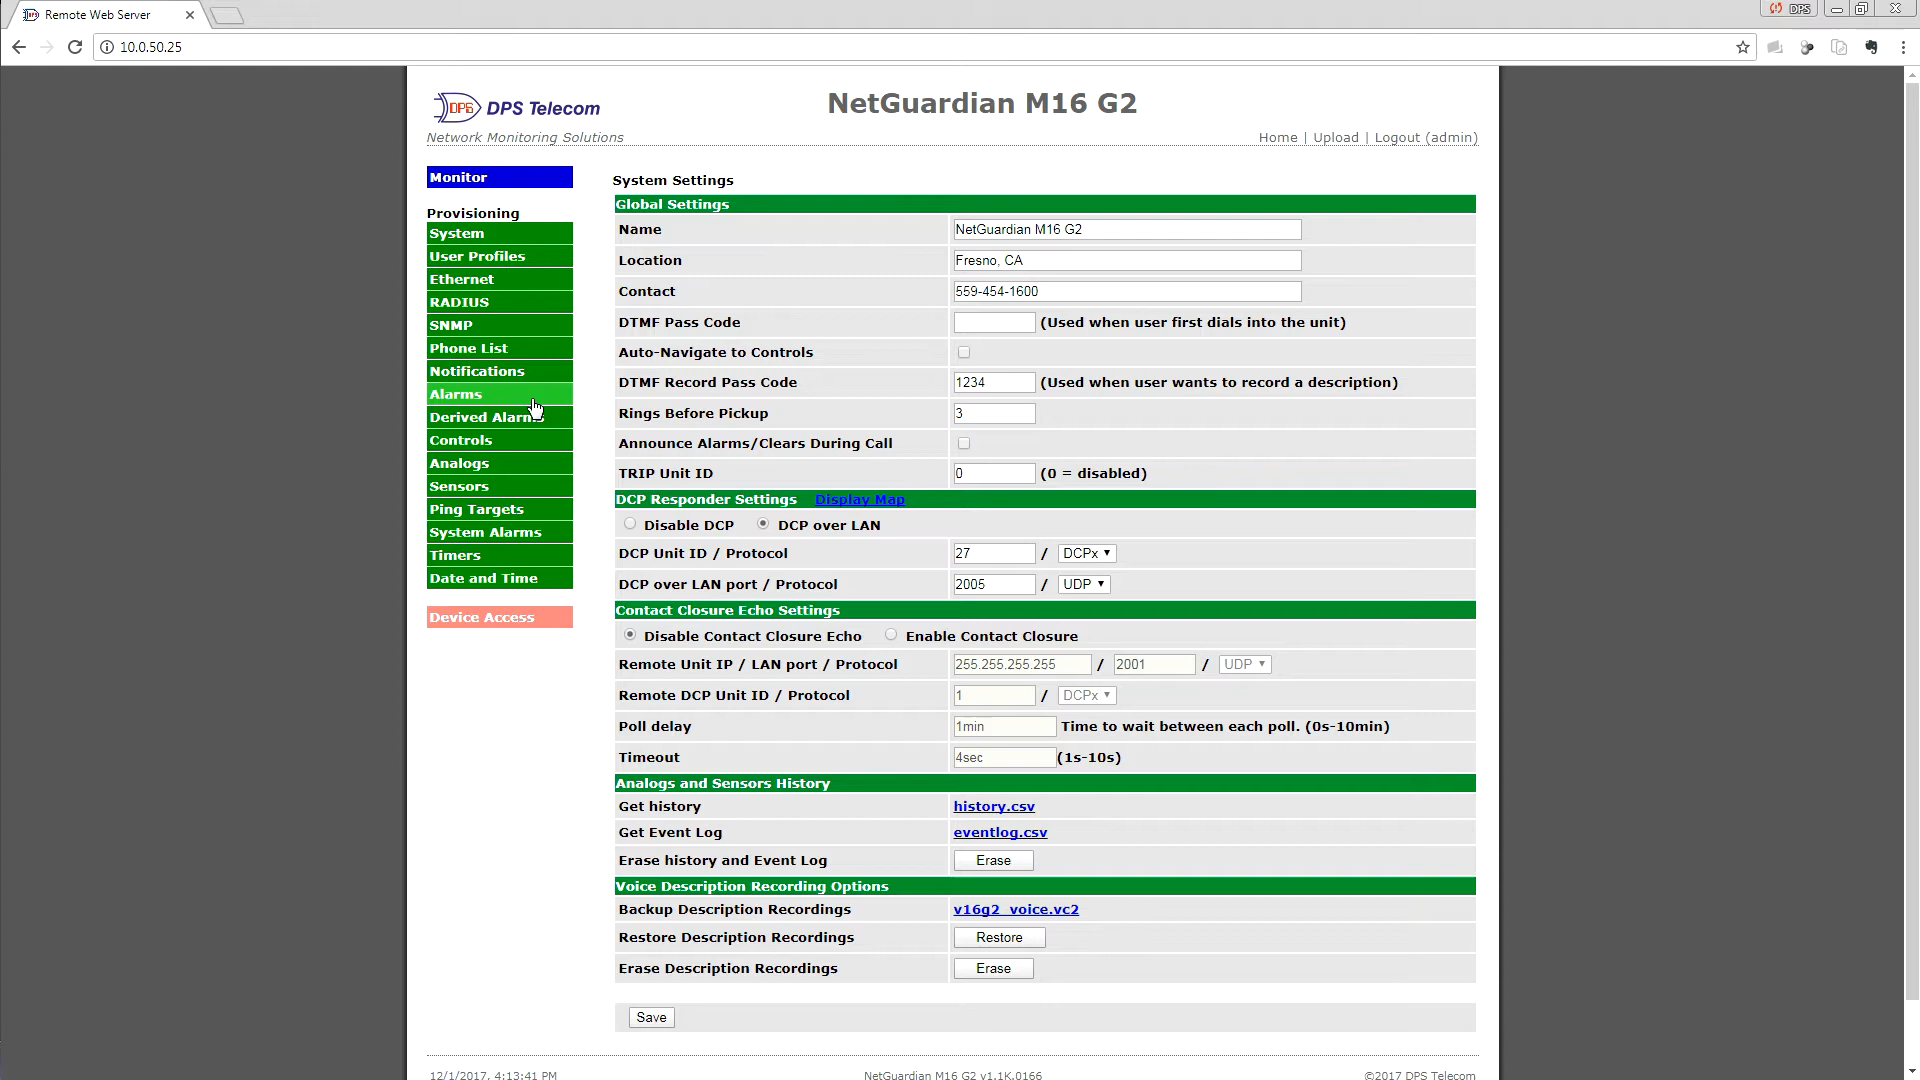 Remote Web Server
DPS
10.0.50.25
DPS DPS Telecom
NetGuardian M16 G2
Network Monitoring Solutions
Home | Upload | Logout (admin)
Monitor
Provisioning
System
User Profiles
Ethernet
RADIUS
SNMP
Phone List
Notifications
Alarms
Derived Alarms
Controls
Analogs
Sensors
Ping Targets
System Alarms
Timers
Date and Time
Device Access
System Settings
Global Settings
Name NetGuardian M16 G2
Location Fresno, CA
Contact 559-454-1600
DTMF Pass Code (Used when user first dials into the unit)
Auto-Navigate to Controls
DTMF Record Pass Code 1234 (Used when user wants to record a description)
Rings Before Pickup 3
Announce Alarms/Clears During Call
TRIP Unit ID 0 (0 = disabled)
DCP Responder Settings Display Map
Disable DCP DCP over LAN
DCP Unit ID / Protocol 27 / DCPx
DCP over LAN port / Protocol 2005 / UDP
Contact Closure Echo Settings
Disable Contact Closure Echo Enable Contact Closure
Remote Unit IP / LAN port / Protocol 255.255.255.255 / 2001 / UDP
Remote DCP Unit ID / Protocol 1 / DCPx
Poll delay 1min Time to wait between each poll. (0s-10min)
Timeout 4sec (1s-10s)
Analogs and Sensors History
Get history history.csv
Get Event Log eventlog.csv
Erase history and Event Log Erase
Voice Description Recording Options
Backup Description Recordings v16g2_voice.vc2
Restore Description Recordings Restore
Erase Description Recordings Erase
Save
12/1/2017, 4:13:41 PM NetGuardian M16 G2 v1.1K.0166 ©2017 DPS Telecom